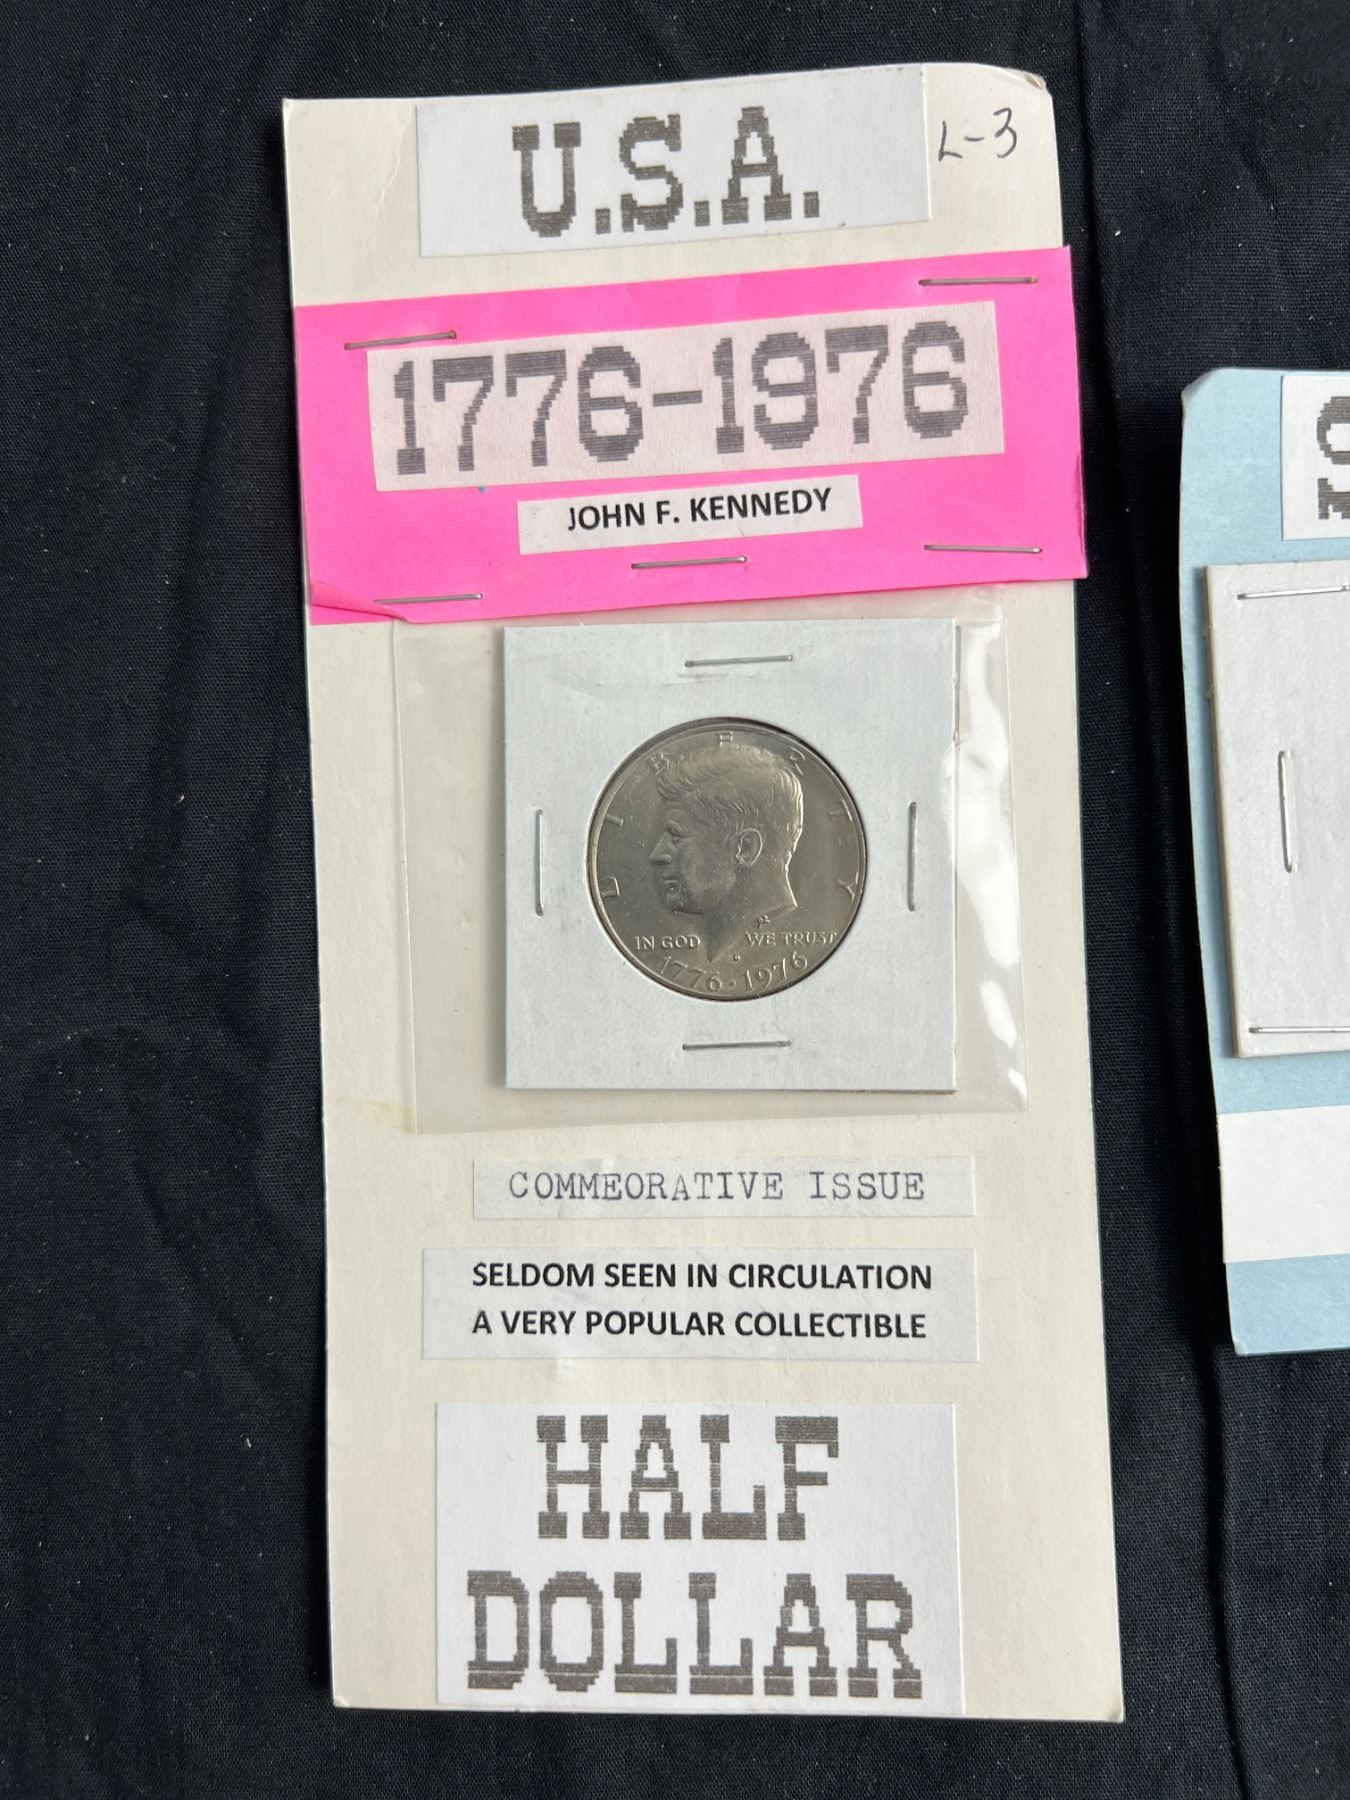 U.S.A.
L-3
1776-1976
JOHN F. KENNEDY
LIBERTY
IN GOD WE TRUST
D
1776·1976
COMMEORATIVE ISSUE
SELDOM SEEN IN CIRCULATION
A VERY POPULAR COLLECTIBLE
HALF
DOLLAR